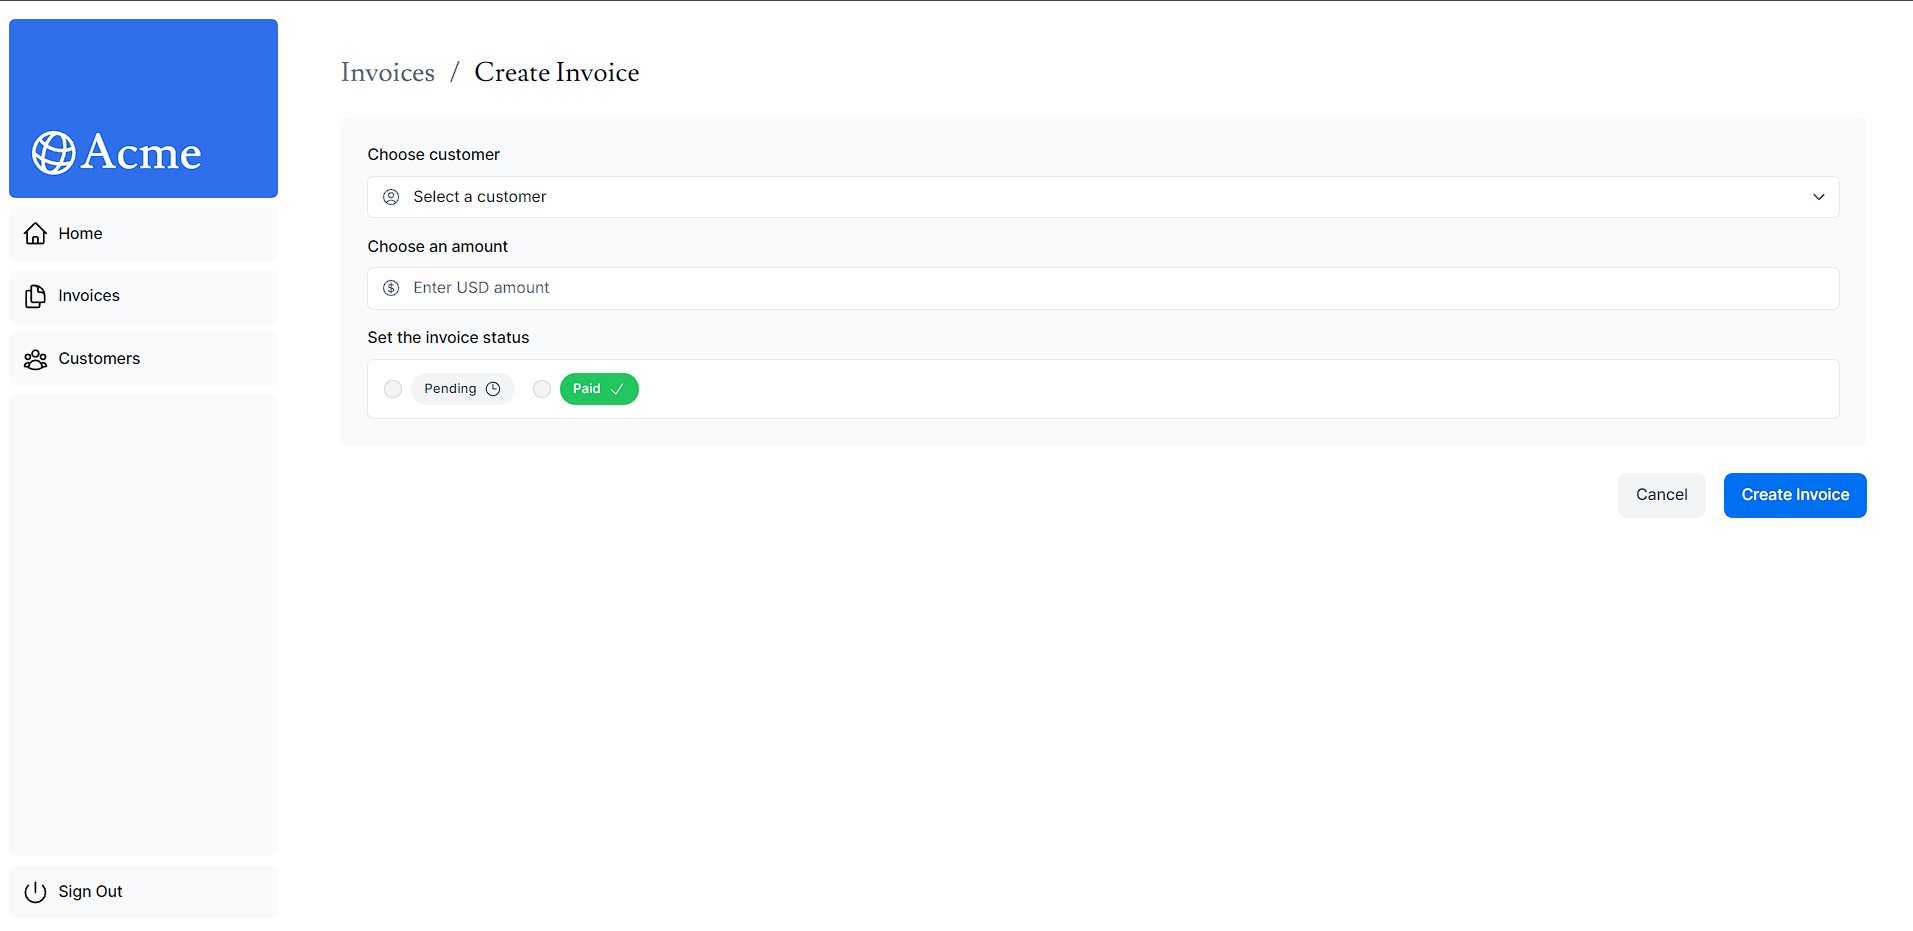 Acme
Home
Invoices
Customers
Sign Out
Invoices / Create Invoice
Choose customer
Select a customer
Choose an amount
Enter USD amount
Set the invoice status
Pending Paid
Cancel Create Invoice